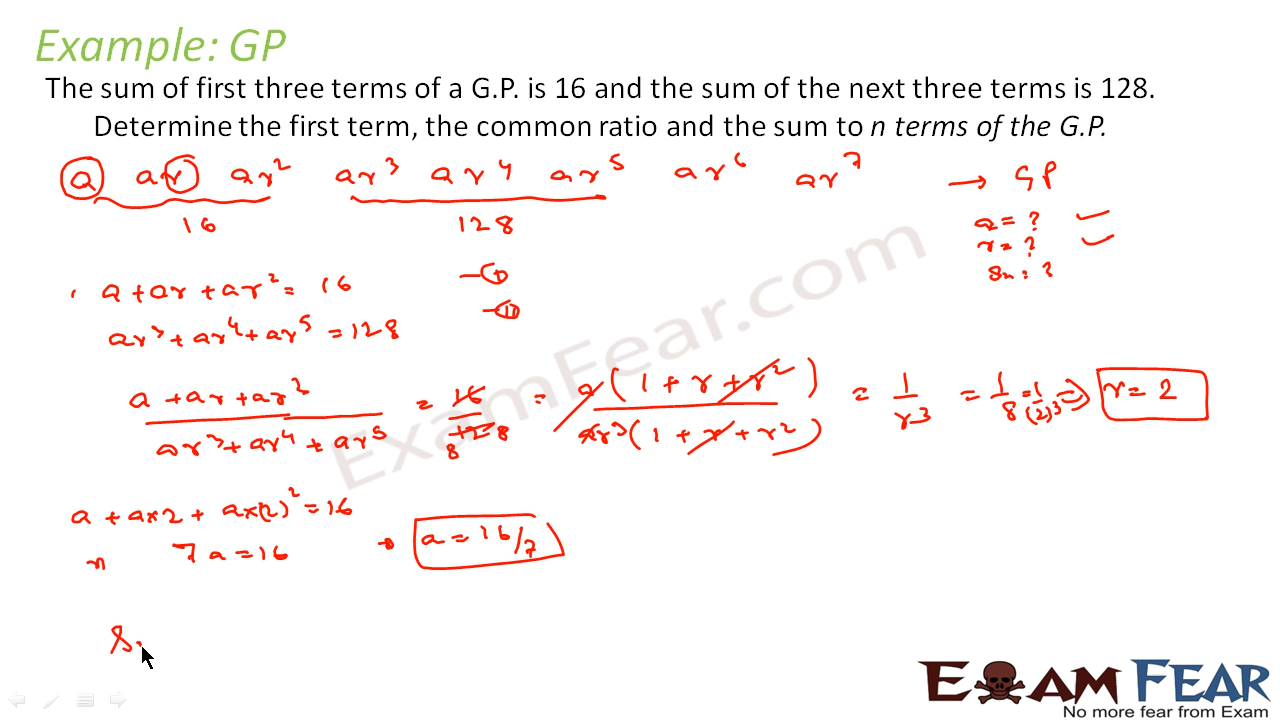 Example: GP
The sum of first three terms of a G.P. is 16 and the sum of the next three terms is 128.
Determine the first term, the common ratio and the sum to n terms of the G.P.
a ar ar² ar³ ar⁴ ar⁵ ar⁶ ar⁷ → GP
16 128 a = ?
r = ?
Sn = ?
a + ar + ar² = 16 —(I)
ar³ + ar⁴ + ar⁵ = 128 —(II)
(a + ar + ar²)/(ar³ + ar⁴ + ar⁵) = 16/128 8 = a(1 + r + r²)/ar³(1 + r + r²) = 1/r³ = 1/8 = 1/(2)³ => r = 2
a + a×2 + a×(2)² = 16
7a = 16 → a = 16/7
S
ExamFear.com
EXAM FEAR
No more fear from Exam